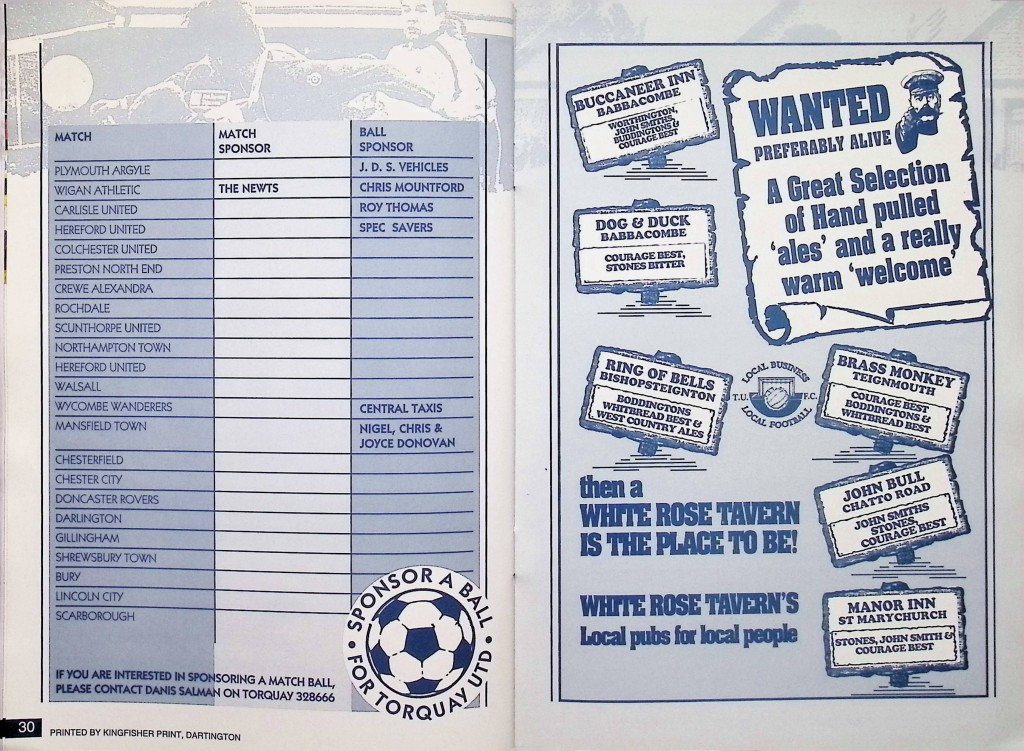 MATCH
MATCH
SPONSOR
BALL
SPONSOR
PLYMOUTH ARGYLE J. D. S. VEHICLES
WIGAN ATHLETIC THE NEWTS CHRIS MOUNTFORD
CARLISLE UNITED ROY THOMAS
HEREFORD UNITED SPEC SAVERS
COLCHESTER UNITED
PRESTON NORTH END
CREWE ALEXANDRA
ROCHDALE
SCUNTHORPE UNITED
NORTHAMPTON TOWN
HEREFORD UNITED
WALSALL
WYCOMBE WANDERERS CENTRAL TAXIS
MANSFIELD TOWN NIGEL, CHRIS &
JOYCE DONOVAN
CHESTERFIELD
CHESTER CITY
DONCASTER ROVERS
DARLINGTON
GILLINGHAM
SHREWSBURY TOWN
BURY
LINCOLN CITY
SCARBOROUGH
SPONSOR A BALL
• FOR TORQUAY UTD •
IF YOU ARE INTERESTED IN SPONSORING A MATCH BALL,
PLEASE CONTACT DANIS SALMAN ON TORQUAY 328666
30
PRINTED BY KINGFISHER PRINT, DARTINGTON
BUCCANEER INN
BABBACOMBE
WORTHINGTON,
JOHN SMITHS,
BUDDINGTONS &
COURAGE BEST
WANTED
PREFERABLY ALIVE
A Great Selection
of Hand pulled
'ales' and a really
warm 'welcome'
DOG & DUCK
BABBACOMBE
COURAGE BEST,
STONES BITTER
RING OF BELLS
BISHOPSTEIGNTON
BODDINGTONS
WHITBREAD BEST &
WEST COUNTRY ALES
LOCAL BUSINESS
T.U. F.C.
LOCAL FOOTBALL
BRASS MONKEY
TEIGNMOUTH
COURAGE BEST
BODDINGTONS &
WHITBREAD BEST
then a
WHITE ROSE TAVERN
IS THE PLACE TO BE!
JOHN BULL
CHATTO ROAD
JOHN SMITHS
STONES,
COURAGE BEST
WHITE ROSE TAVERN'S
Local pubs for local people
MANOR INN
ST MARYCHURCH
STONES, JOHN SMITH &
COURAGE BEST